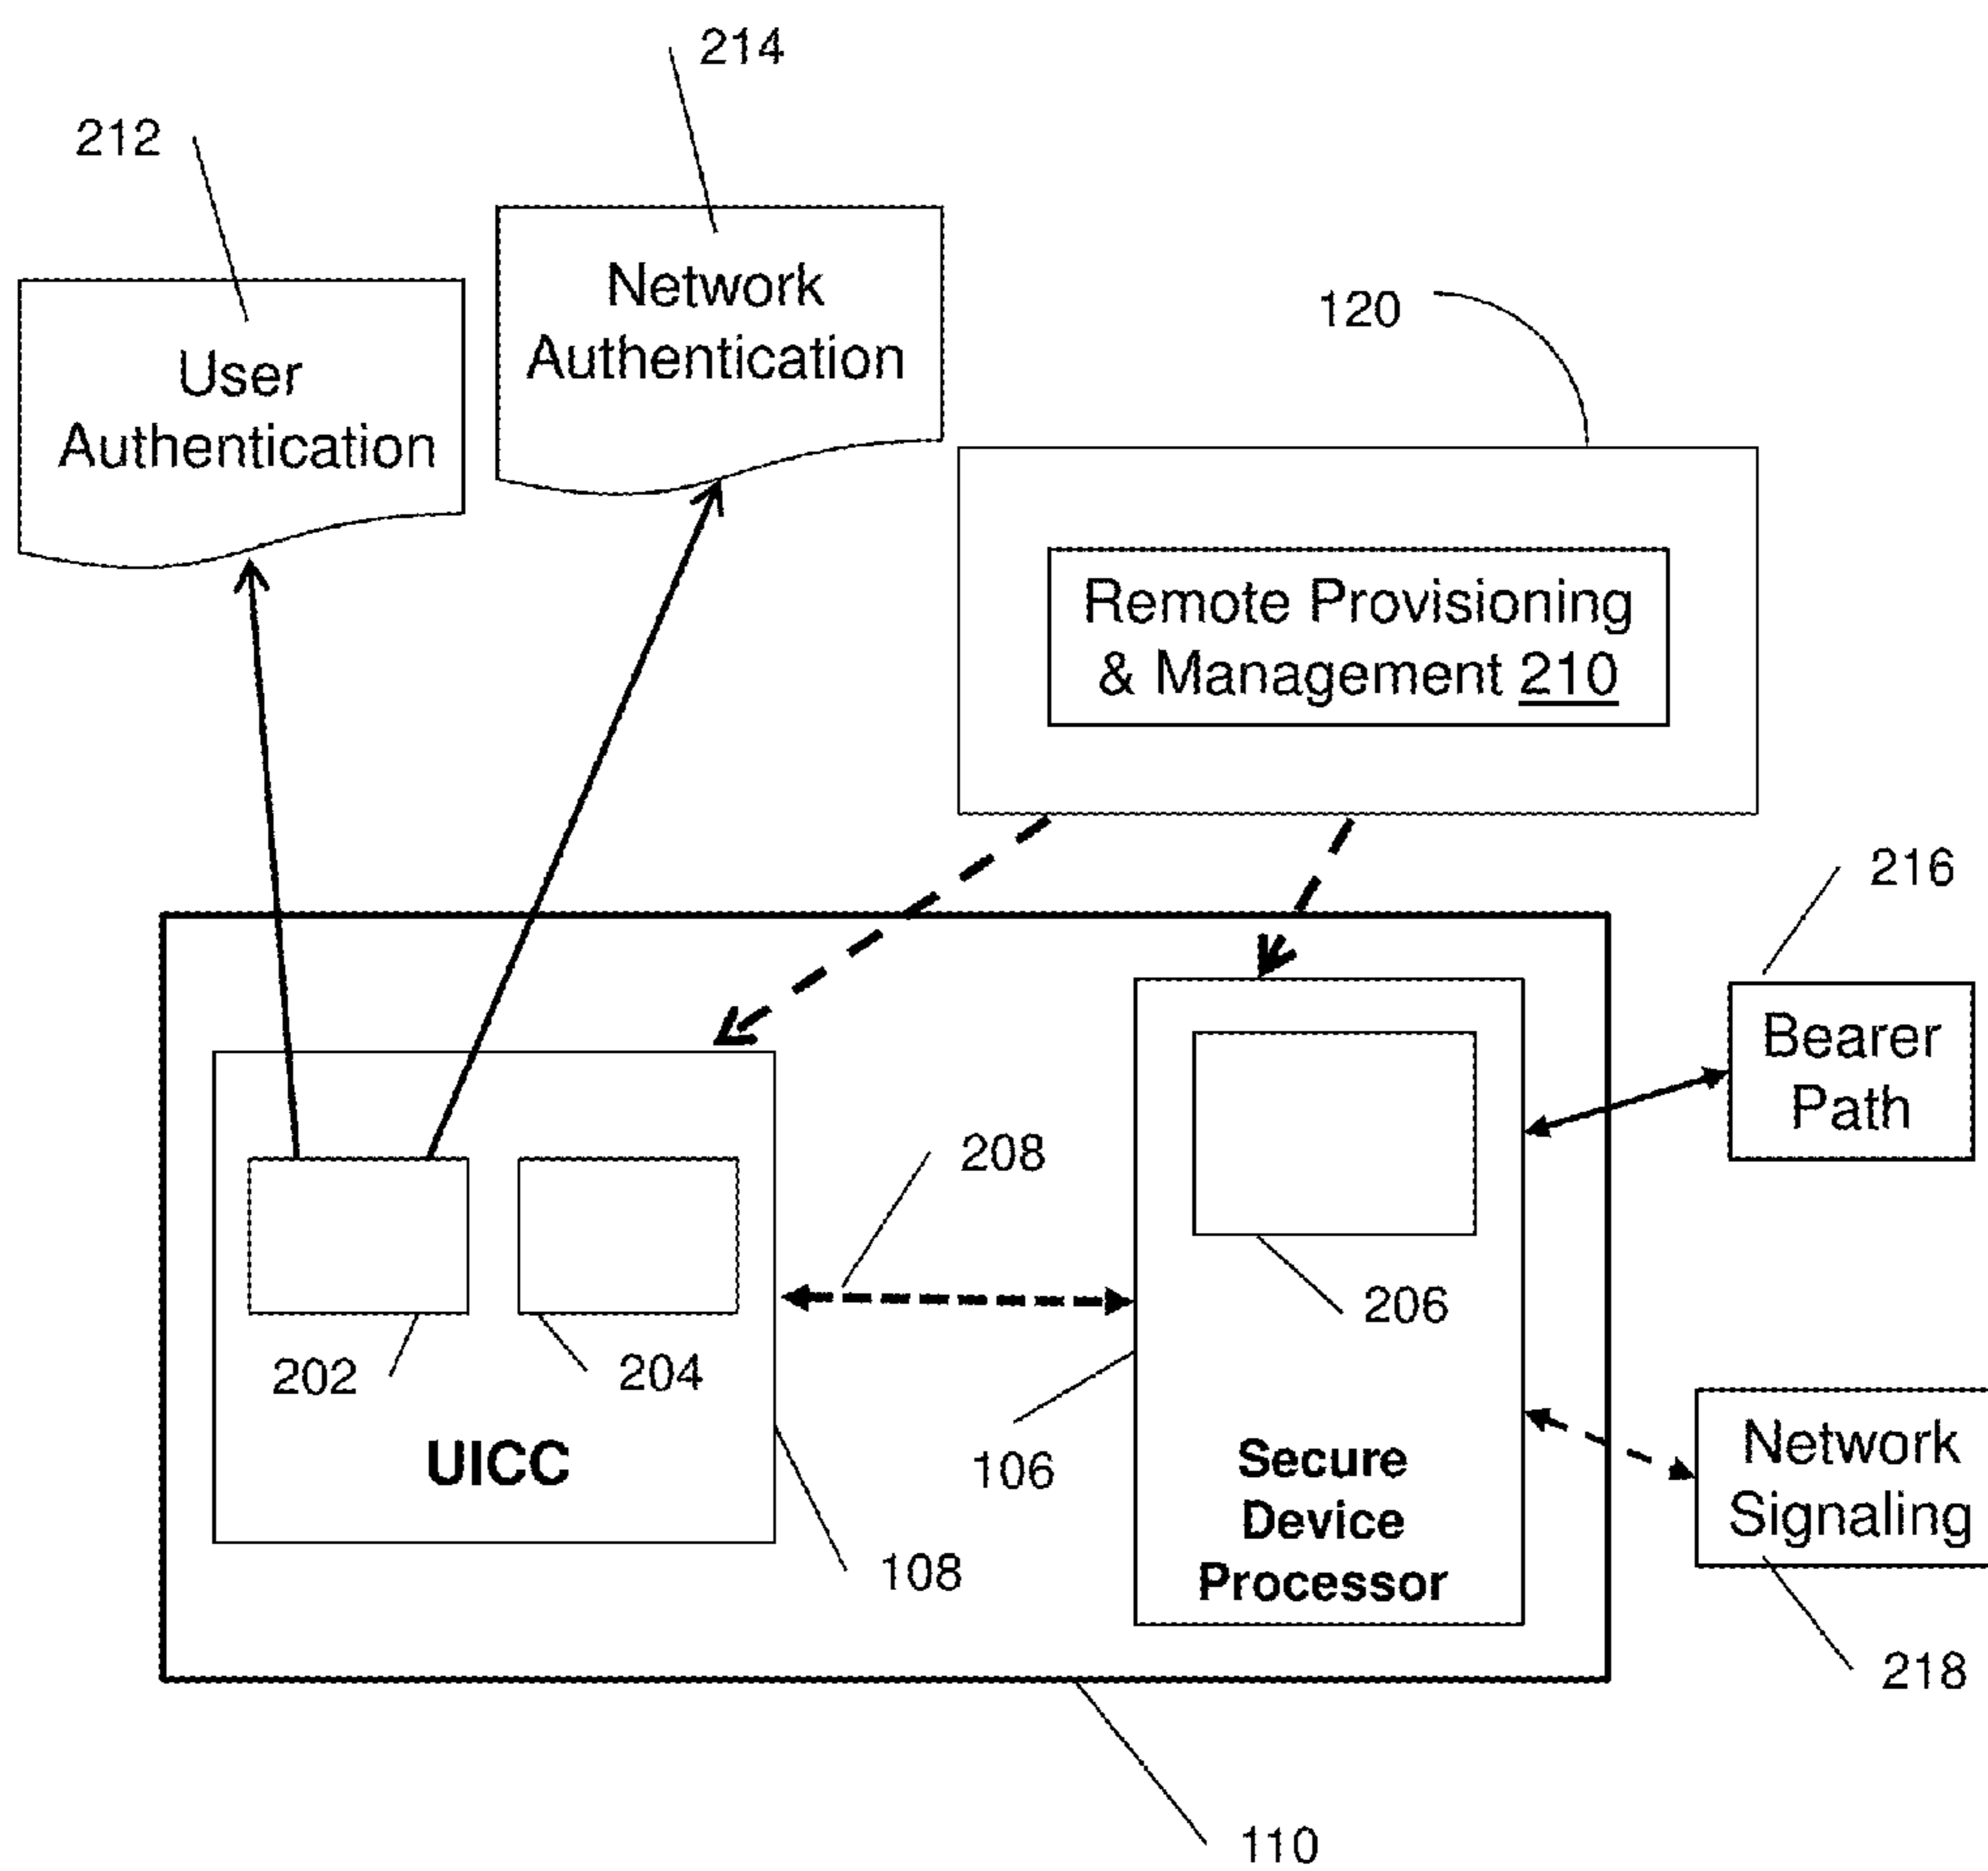 214
212
Network
Authentication
120
User
Authentication
Remote Provisioning
& Management 210
216
Bearer
Path
208
206
202
204
UICC
106
Secure
Device
Processor
Network
Signaling
108
218
110